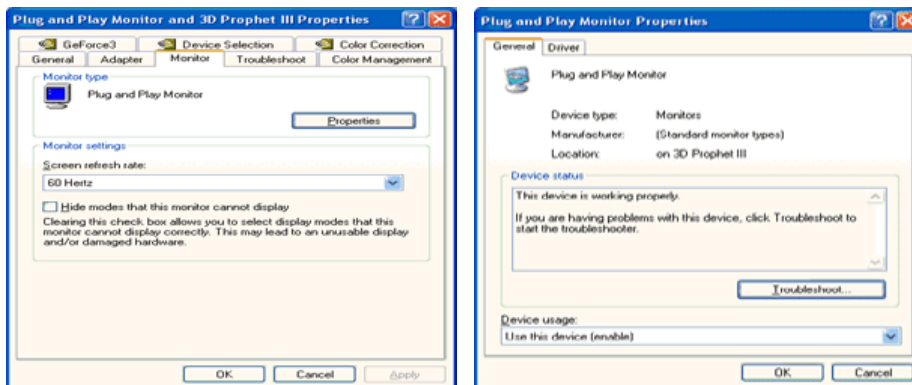 Plug and Play Monitor and 3D Prophet III Properties
GeForce3
Device Selection
Color Correction
General
Adapter
Monitor
Troubleshoot
Color Management
Monitor type
Plug and Play Monitor
Properties
Monitor settings
Screen refresh rate:
60 Hertz
Hide modes that this monitor cannot display
Clearing this check box allows you to select display modes that this
monitor cannot display correctly. This may lead to an unusable display
and/or damaged hardware.
OK
Cancel
Apply
Plug and Play Monitor Properties
General
Driver
Plug and Play Monitor
Device type: Monitors
Manufacturer: (Standard monitor types)
Location: on 3D Prophet III
Device status
This device is working properly.
If you are having problems with this device, click Troubleshoot to
start the troubleshooter.
Troubleshoot...
Device usage:
Use this device (enable)
OK
Cancel